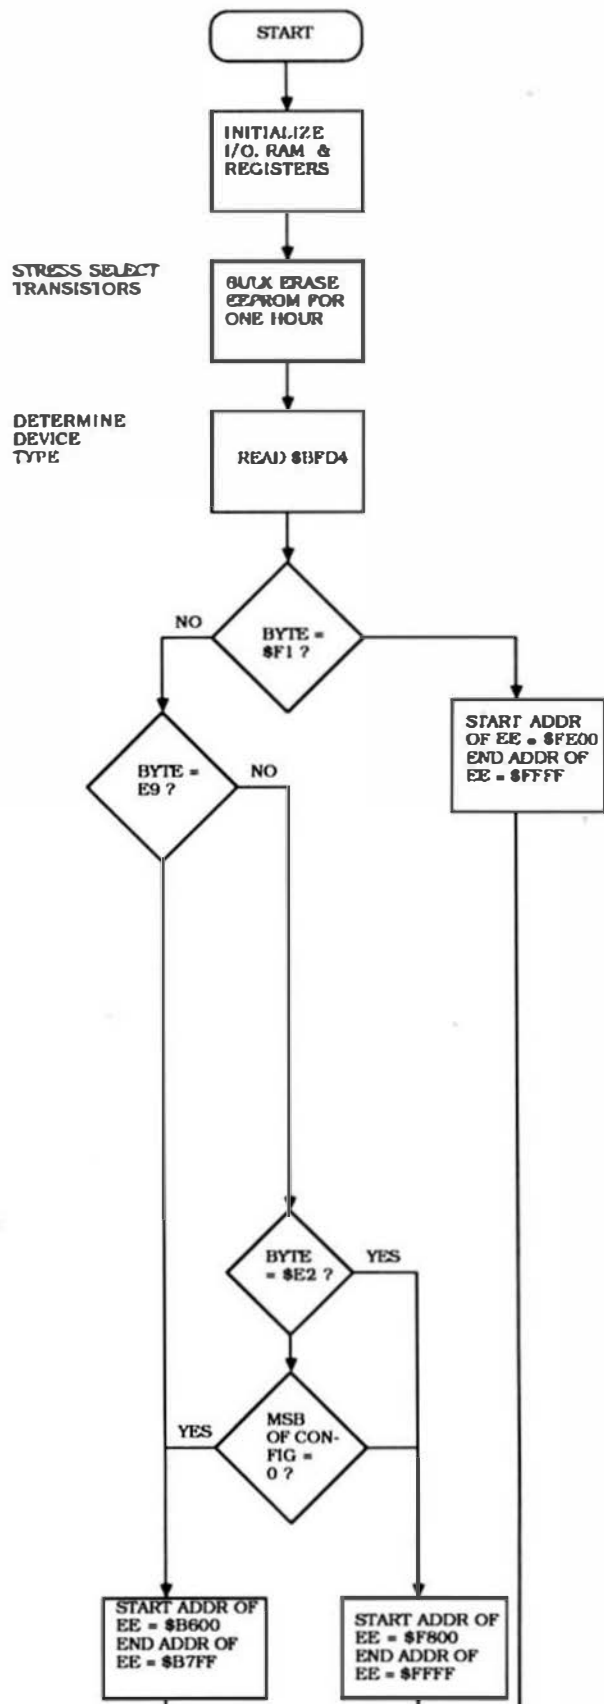 START
INITIALIZE
I/O. RAM &
REGISTERS
STRESS SELECT
TRANSISTORS
BULK ERASE
EEPROM FOR
ONE HOUR
DETERMINE
DEVICE
TYPE
READ $BFD4
NO
BYTE =
$F1 ?
START ADDR
OF EE = $FE00
END ADDR OF
EE = $FFFF
BYTE =
E9 ?
NO
BYTE
= $E2 ?
YES
YES
MSB
OF CON-
FIG =
0 ?
START ADDR OF
EE = $B600
END ADDR OF
EE = $B7FF
START ADDR OF
EE = $F800
END ADDR OF
EE = $FFFF